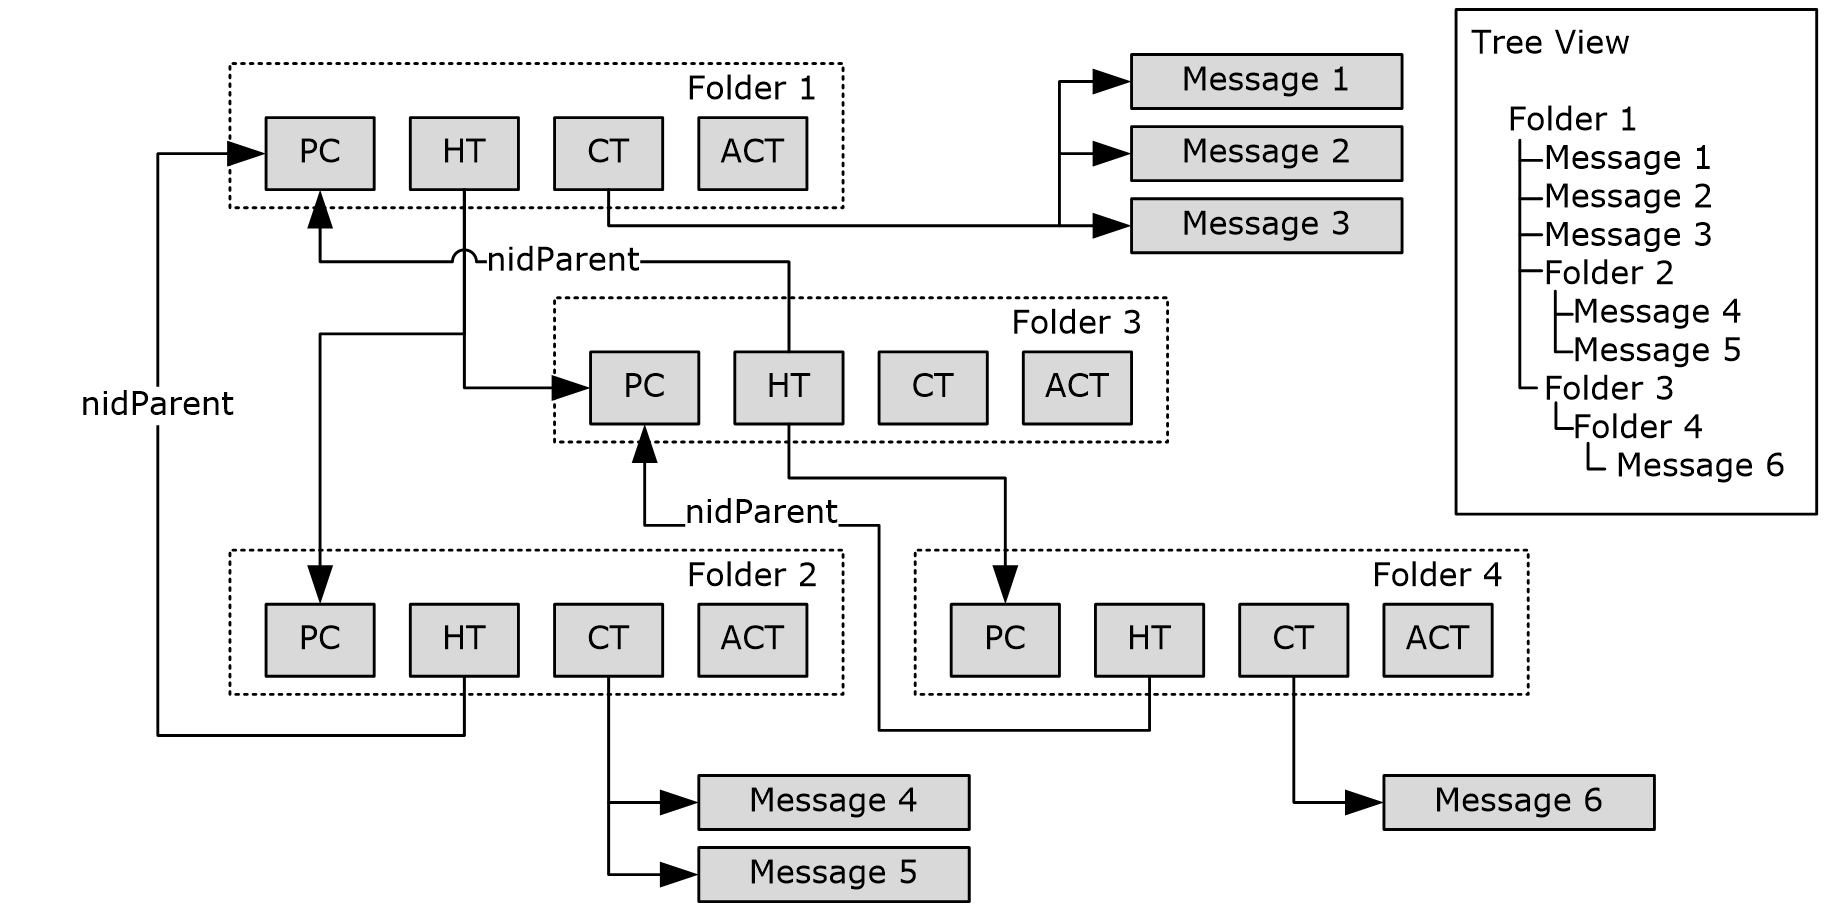 Folder 1
PC HT CT ACT
Message 1
Message 2
Message 3
nidParent
Folder 3
PC HT CT ACT
nidParent
nidParent
Folder 2
PC HT CT ACT
Folder 4
PC HT CT ACT
Message 4
Message 5
Message 6
Tree View
Folder 1
Message 1
Message 2
Message 3
Folder 2
Message 4
Message 5
Folder 3
Folder 4
Message 6